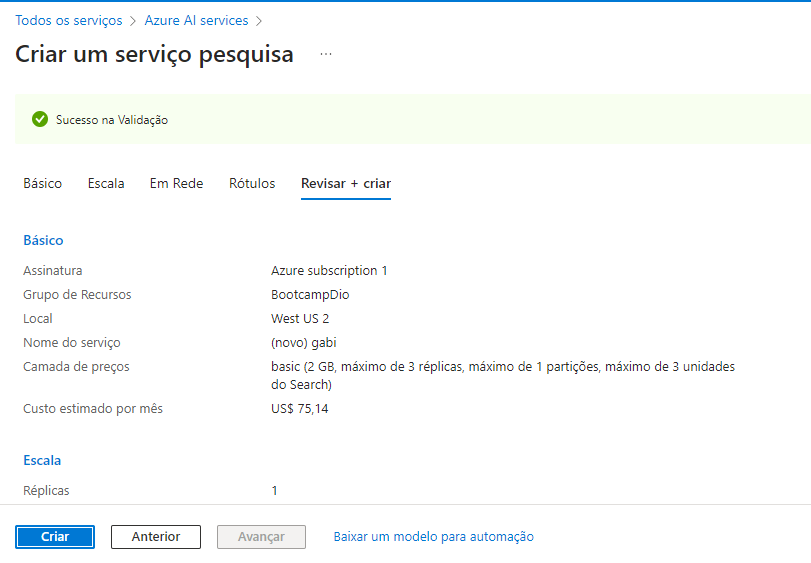 Todos os serviços > Azure AI services >
Criar um serviço pesquisa ...
Sucesso na Validação
Básico Escala Em Rede Rótulos Revisar + criar
Básico
Assinatura Azure subscription 1
Grupo de Recursos BootcampDio
Local West US 2
Nome do serviço (novo) gabi
Camada de preços basic (2 GB, máximo de 3 réplicas, máximo de 1 partições, máximo de 3 unidades
do Search)
Custo estimado por mês US$ 75,14
Escala
Réplicas 1
Criar Anterior Avançar Baixar um modelo para automação